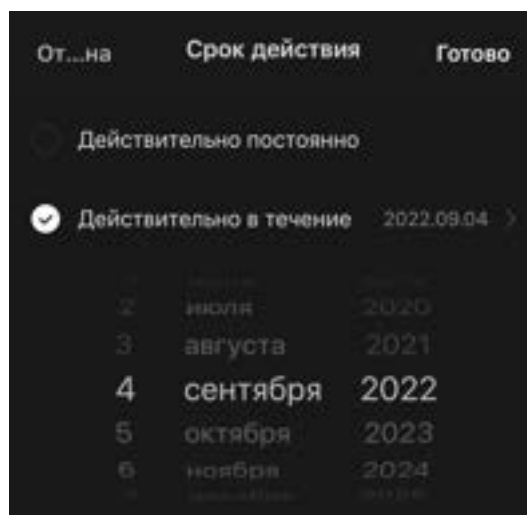 От...на Срок действия Готово
Действительно постоянно
Действительно в течение 2022.09.04 >
2 июля 2020
3 августа 2021
4 сентября 2022
5 октября 2023
6 ноября 2024